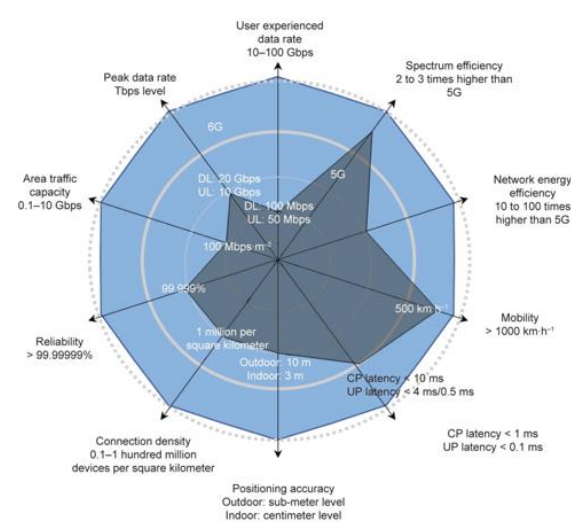 User experienced
data rate
10–100 Gbps
Peak data rate
Tbps level
Spectrum efficiency
2 to 3 times higher than
5G
6G
5G
Area traffic
capacity
0.1–10 Gbps
DL: 20 Gbps
UL: 10 Gbps
DL: 100 Mbps
UL: 50 Mbps
Network energy
efficiency
10 to 100 times
higher than 5G
100 Mbps·m⁻²
99.999%
500 km·h⁻¹
Mobility
> 1000 km·h⁻¹
Reliability
> 99.99999%
1 million per
square kilometer
Outdoor: 10 m
Indoor: 3 m
CP latency < 10 ms
UP latency < 4 ms/0.5 ms
Connection density
0.1–1 hundred million
devices per square kilometer
CP latency < 1 ms
UP latency < 0.1 ms
Positioning accuracy
Outdoor: sub-meter level
Indoor: centimeter level